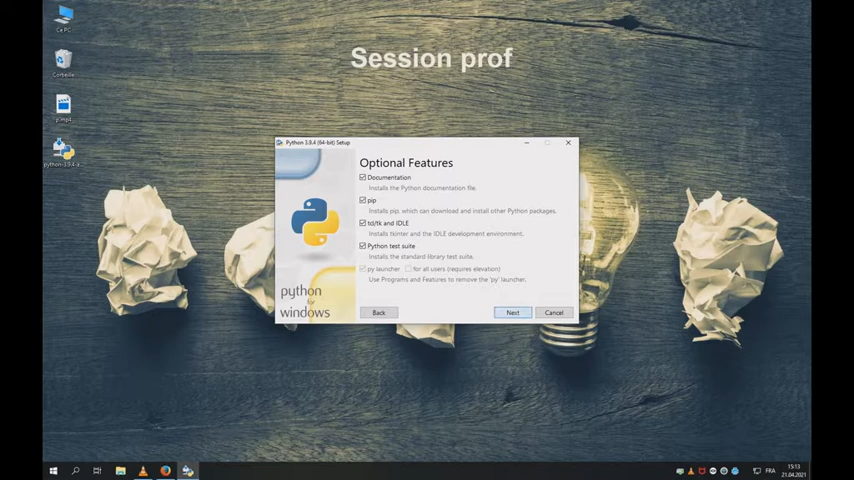 Session prof
Ce PC
Corbeille
p.mp4
python-3.9.4-a...
Python 3.9.4 (64-bit) Setup
Optional Features
Documentation
Installs the Python documentation file.
pip
Installs pip, which can download and install other Python packages.
tcl/tk and IDLE
Installs tkinter and the IDLE development environment.
Python test suite
Installs the standard library test suite.
py launcher for all users (requires elevation)
Use Programs and Features to remove the 'py' launcher.
python
for
windows
Back
Next
Cancel
FRA
15:13
21.04.2021